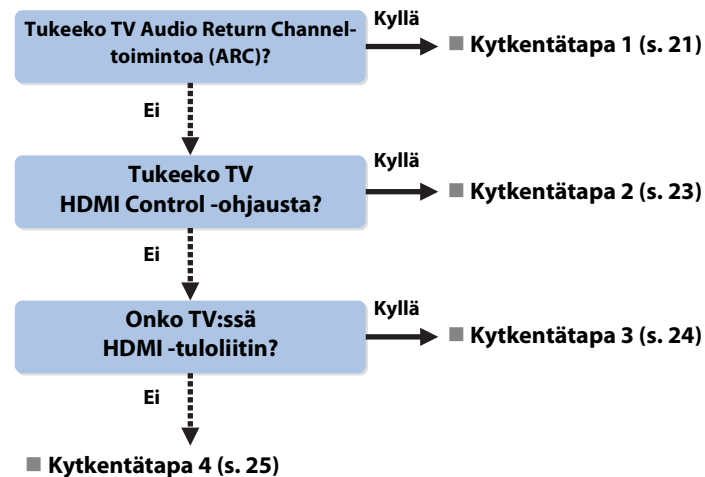 Tukeeko TV Audio Return Channel-
toimintoa (ARC)?
Kyllä
■ Kytkentätapa 1 (s. 21)
Ei
Tukeeko TV
HDMI Control -ohjausta?
Kyllä
■ Kytkentätapa 2 (s. 23)
Ei
Onko TV:ssä
HDMI -tuloliitin?
Kyllä
■ Kytkentätapa 3 (s. 24)
Ei
■ Kytkentätapa 4 (s. 25)